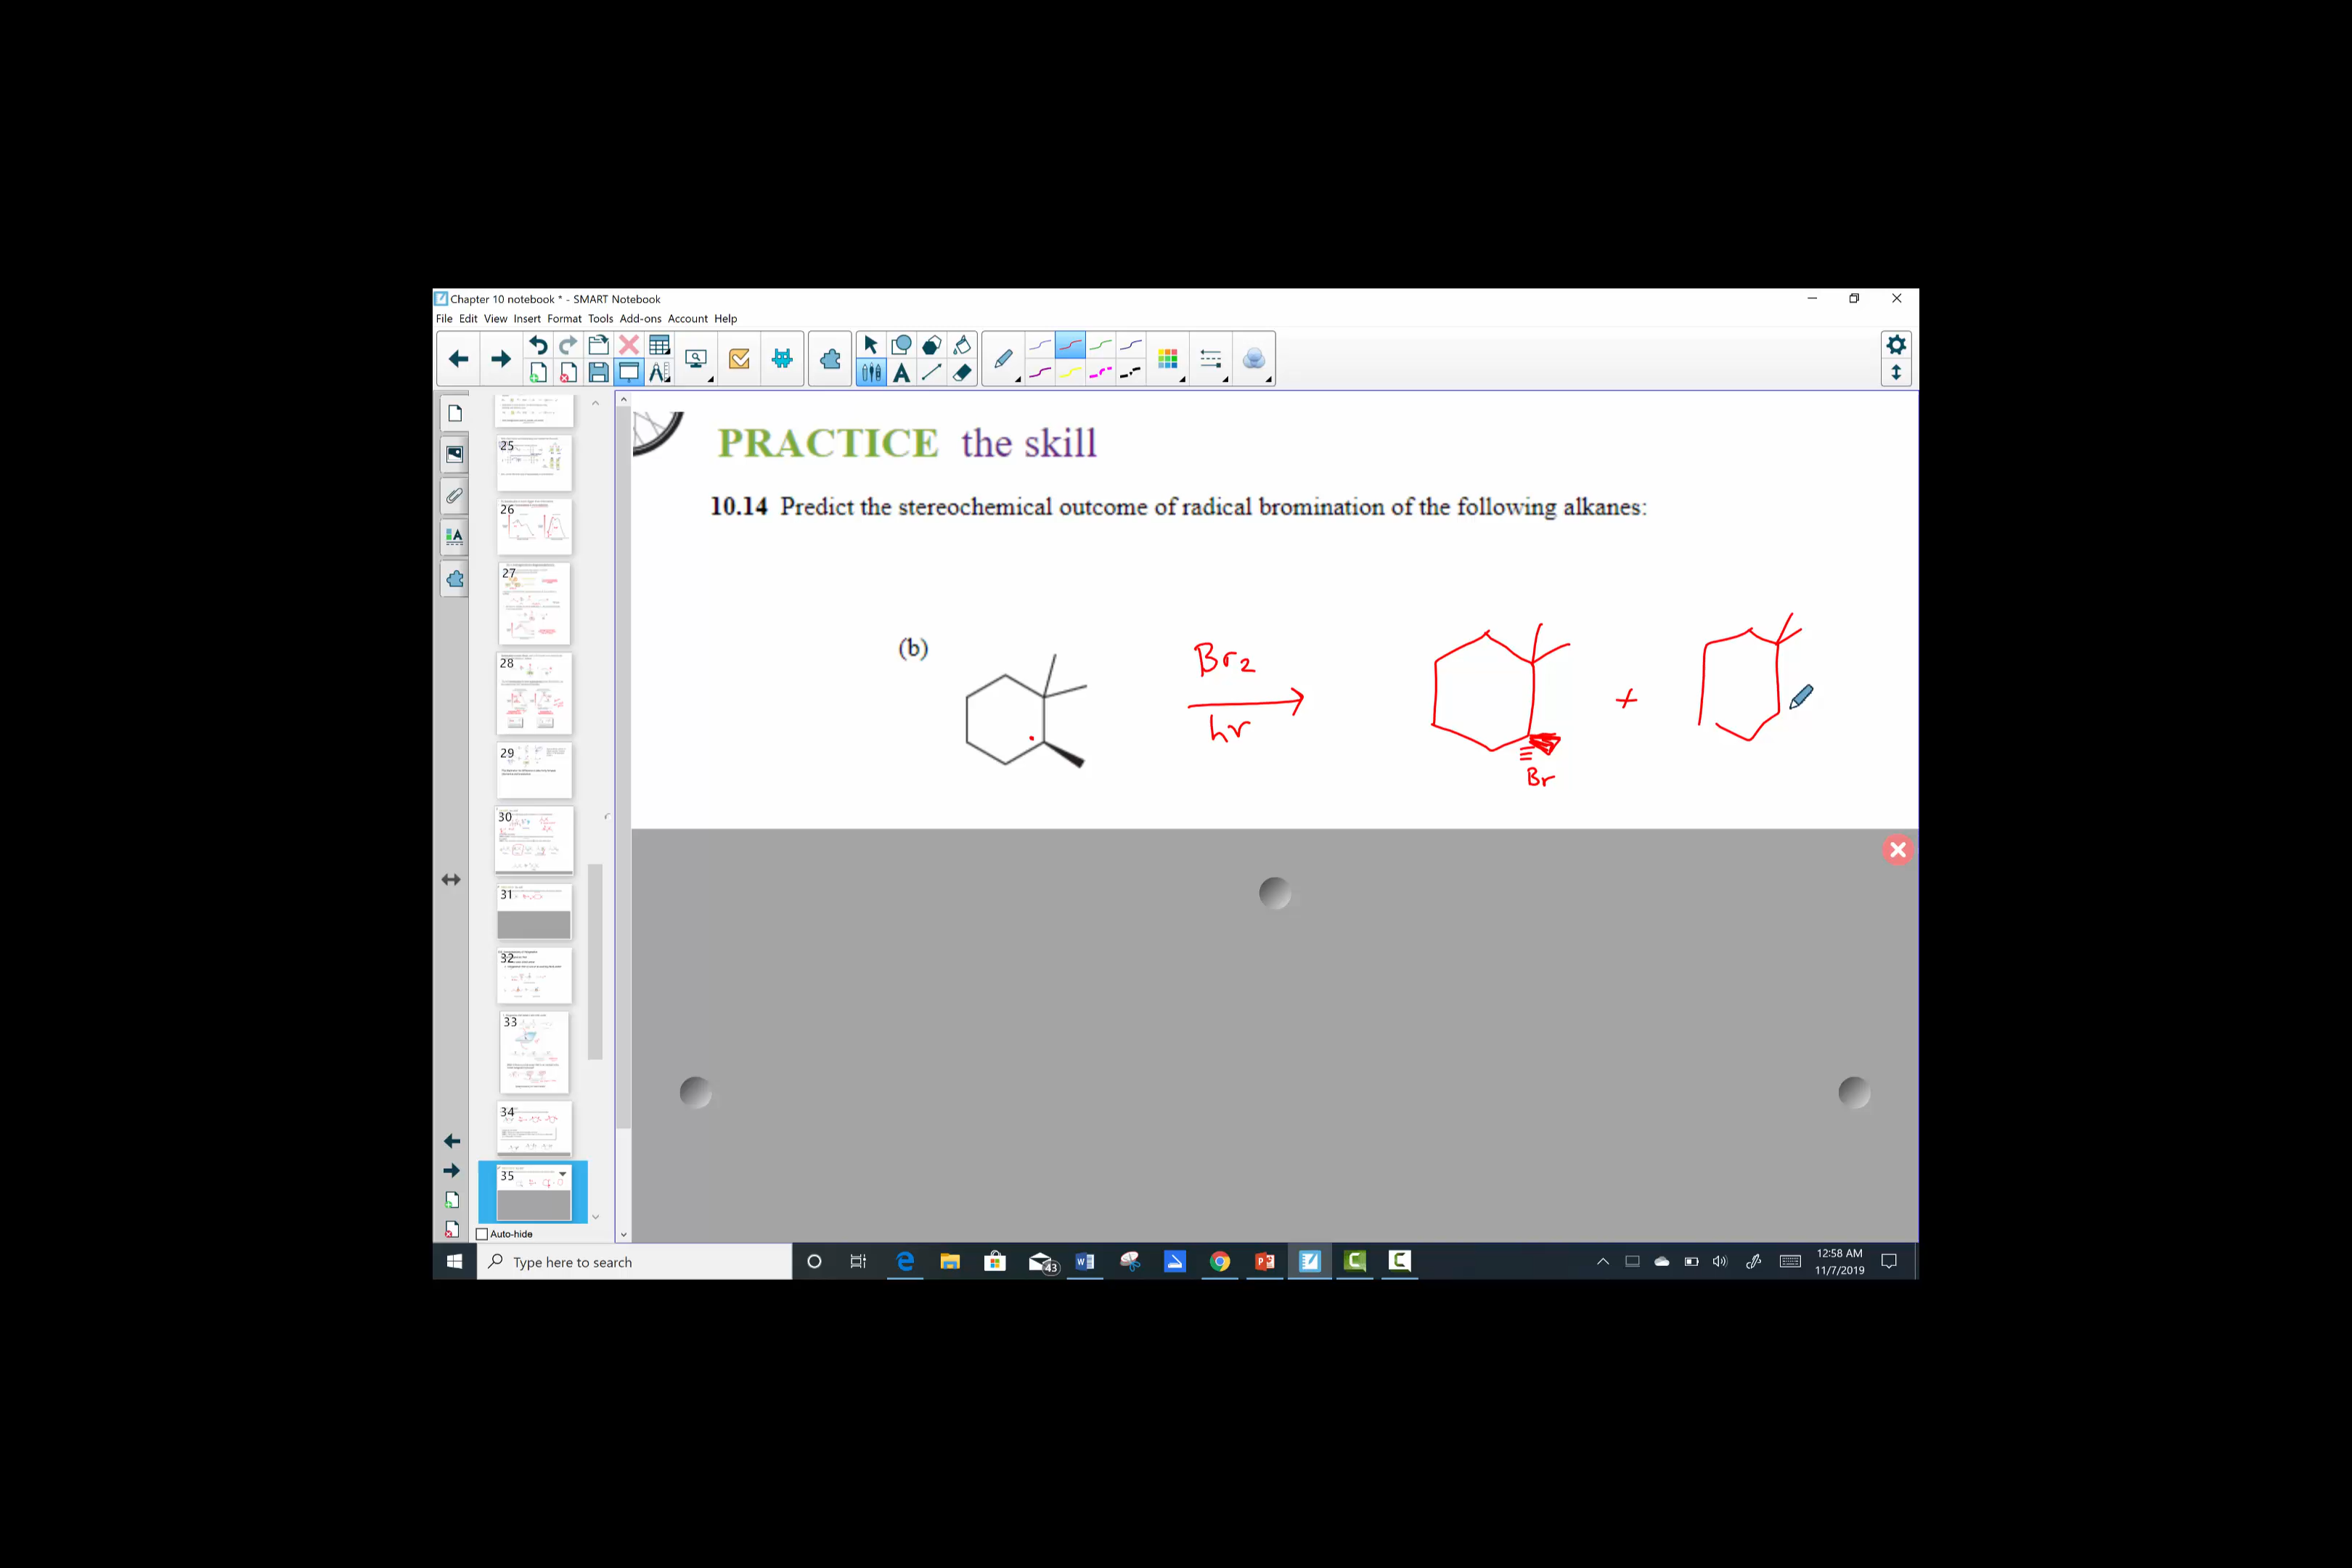 Chapter 10 notebook * - SMART Notebook
File Edit View Insert Format Tools Add-ons Account Help
PRACTICE the skill
10.14 Predict the stereochemical outcome of radical bromination of the following alkanes:
(b)
Br2
hv
+
Br
25
26
27
28
29
30
31
32
33
34
35
Auto-hide
Type here to search
43
12:58 AM
11/7/2019